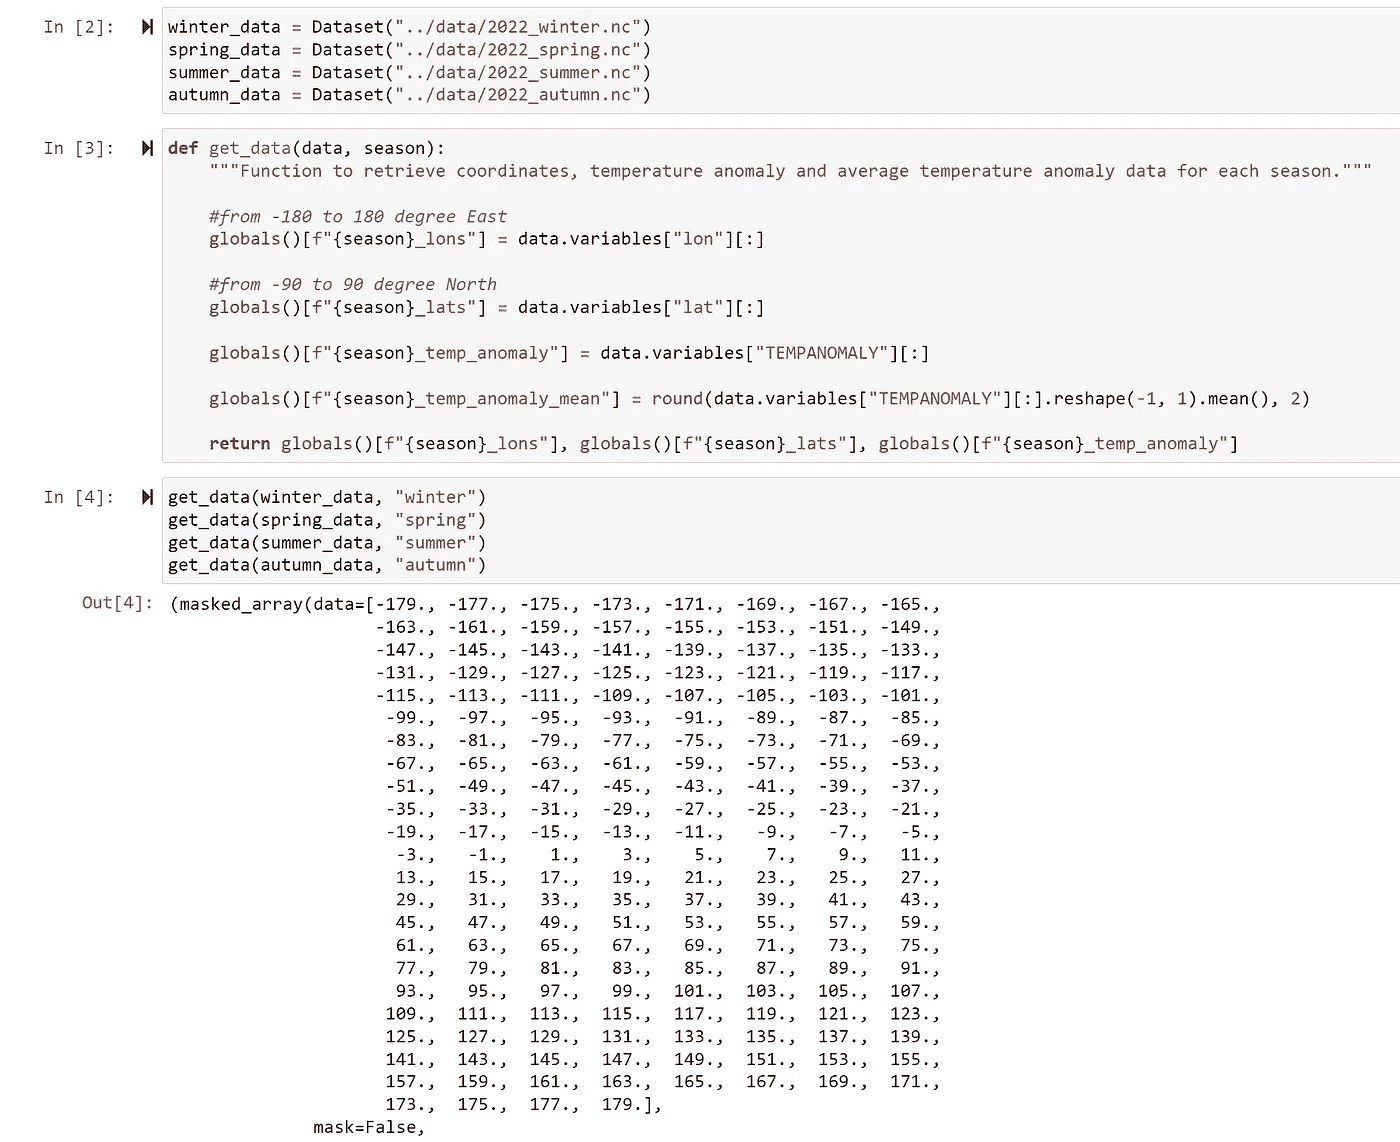 In [2]: winter_data = Dataset("../data/2022_winter.nc")
spring_data = Dataset("../data/2022_spring.nc")
summer_data = Dataset("../data/2022_summer.nc")
autumn_data = Dataset("../data/2022_autumn.nc")
In [3]: def get_data(data, season):
"""Function to retrieve coordinates, temperature anomaly and average temperature anomaly data for each season."""
#from -180 to 180 degree East
globals()[f"{season}_lons"] = data.variables["lon"][:]
#from -90 to 90 degree North
globals()[f"{season}_lats"] = data.variables["lat"][:]
globals()[f"{season}_temp_anomaly"] = data.variables["TEMPANOMALY"][:]
globals()[f"{season}_temp_anomaly_mean"] = round(data.variables["TEMPANOMALY"][:].reshape(-1, 1).mean(), 2)
return globals()[f"{season}_lons"], globals()[f"{season}_lats"], globals()[f"{season}_temp_anomaly"]
In [4]: get_data(winter_data, "winter")
get_data(spring_data, "spring")
get_data(summer_data, "summer")
get_data(autumn_data, "autumn")
Out[4]: (masked_array(data=[-179., -177., -175., -173., -171., -169., -167., -165.,
-163., -161., -159., -157., -155., -153., -151., -149.,
-147., -145., -143., -141., -139., -137., -135., -133.,
-131., -129., -127., -125., -123., -121., -119., -117.,
-115., -113., -111., -109., -107., -105., -103., -101.,
-99., -97., -95., -93., -91., -89., -87., -85.,
-83., -81., -79., -77., -75., -73., -71., -69.,
-67., -65., -63., -61., -59., -57., -55., -53.,
-51., -49., -47., -45., -43., -41., -39., -37.,
-35., -33., -31., -29., -27., -25., -23., -21.,
-19., -17., -15., -13., -11., -9., -7., -5.,
-3., -1., 1., 3., 5., 7., 9., 11.,
13., 15., 17., 19., 21., 23., 25., 27.,
29., 31., 33., 35., 37., 39., 41., 43.,
45., 47., 49., 51., 53., 55., 57., 59.,
61., 63., 65., 67., 69., 71., 73., 75.,
77., 79., 81., 83., 85., 87., 89., 91.,
93., 95., 97., 99., 101., 103., 105., 107.,
109., 111., 113., 115., 117., 119., 121., 123.,
125., 127., 129., 131., 133., 135., 137., 139.,
141., 143., 145., 147., 149., 151., 153., 155.,
157., 159., 161., 163., 165., 167., 169., 171.,
173., 175., 177., 179.],
mask=False,